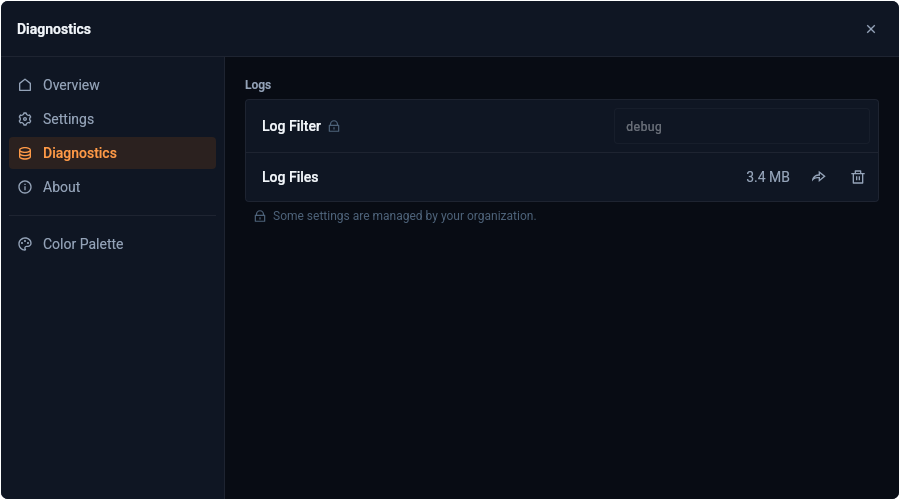 Diagnostics
Overview
Settings
Diagnostics
About
Color Palette
Logs
Log Filter debug
Log Files 3.4 MB
Some settings are managed by your organization.